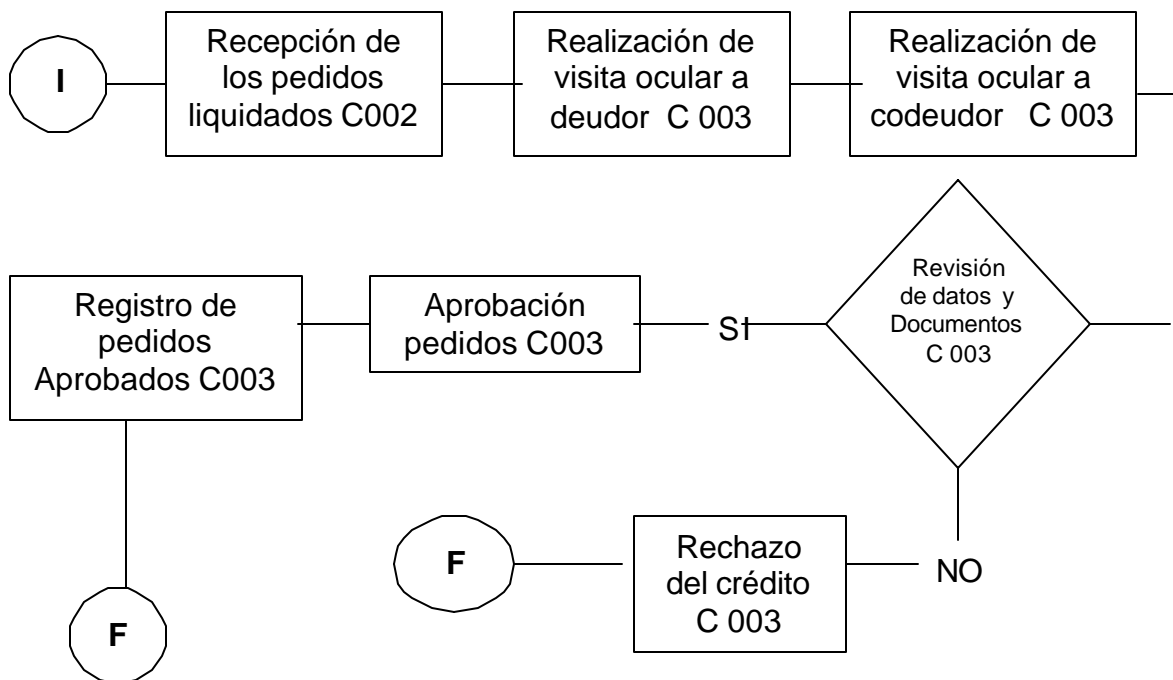 I
Recepción de
los pedidos
liquidados C002
Realización de
visita ocular a
deudor C 003
Realización de
visita ocular a
codeudor C 003
Revisión
de datos y
Documentos
C 003
SI
Aprobación
pedidos C003
Registro de
pedidos
Aprobados C003
F
NO
Rechazo
del crédito
C 003
F